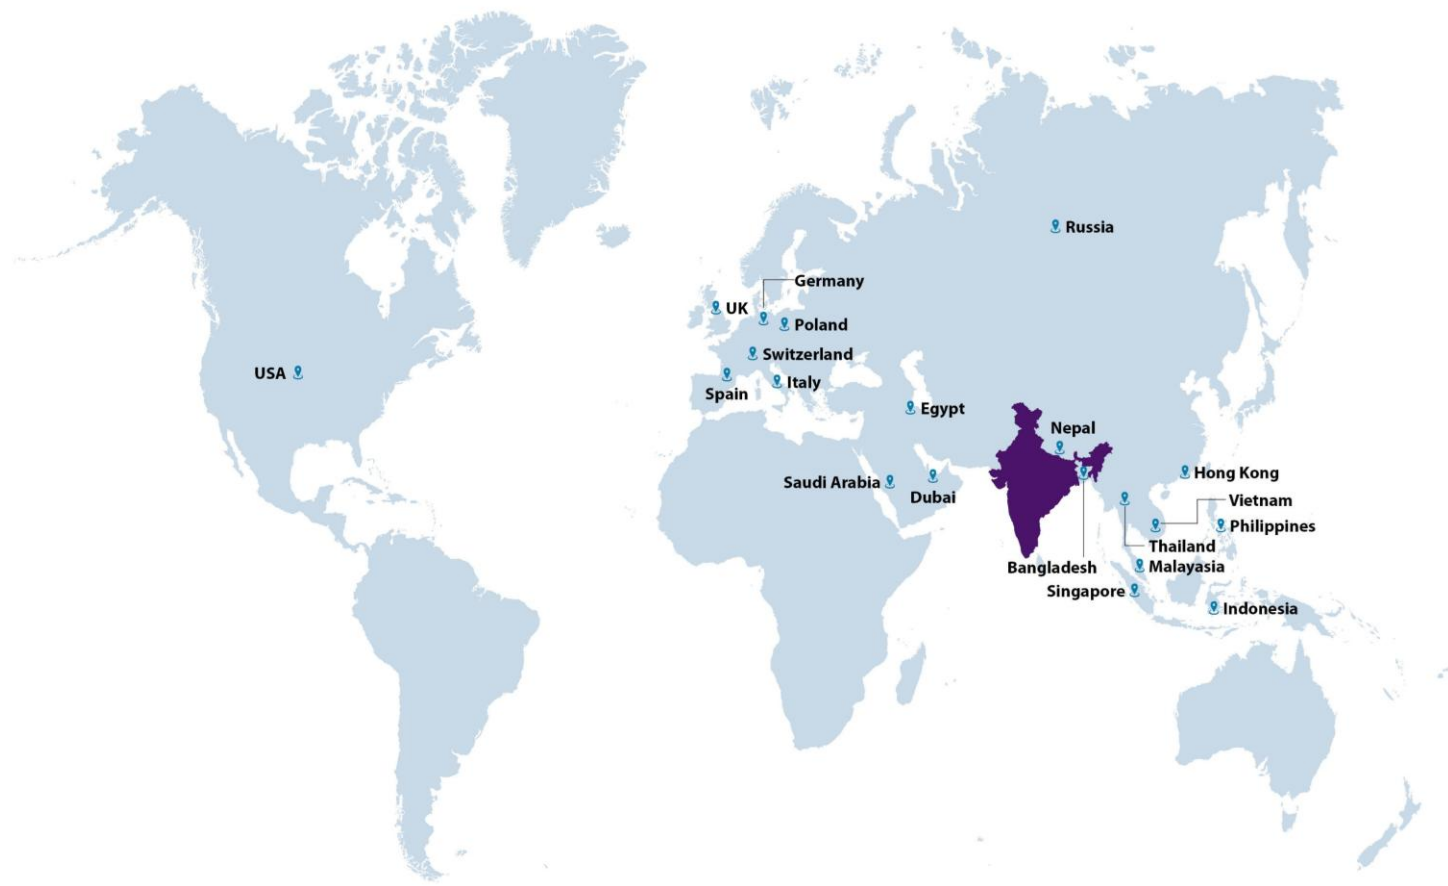 Russia
Germany
UK
Poland
Switzerland
USA
Italy
Spain
Egypt
Nepal
Hong Kong
Saudi Arabia
Dubai
Vietnam
Philippines
Thailand
Bangladesh
Malayasia
Singapore
Indonesia